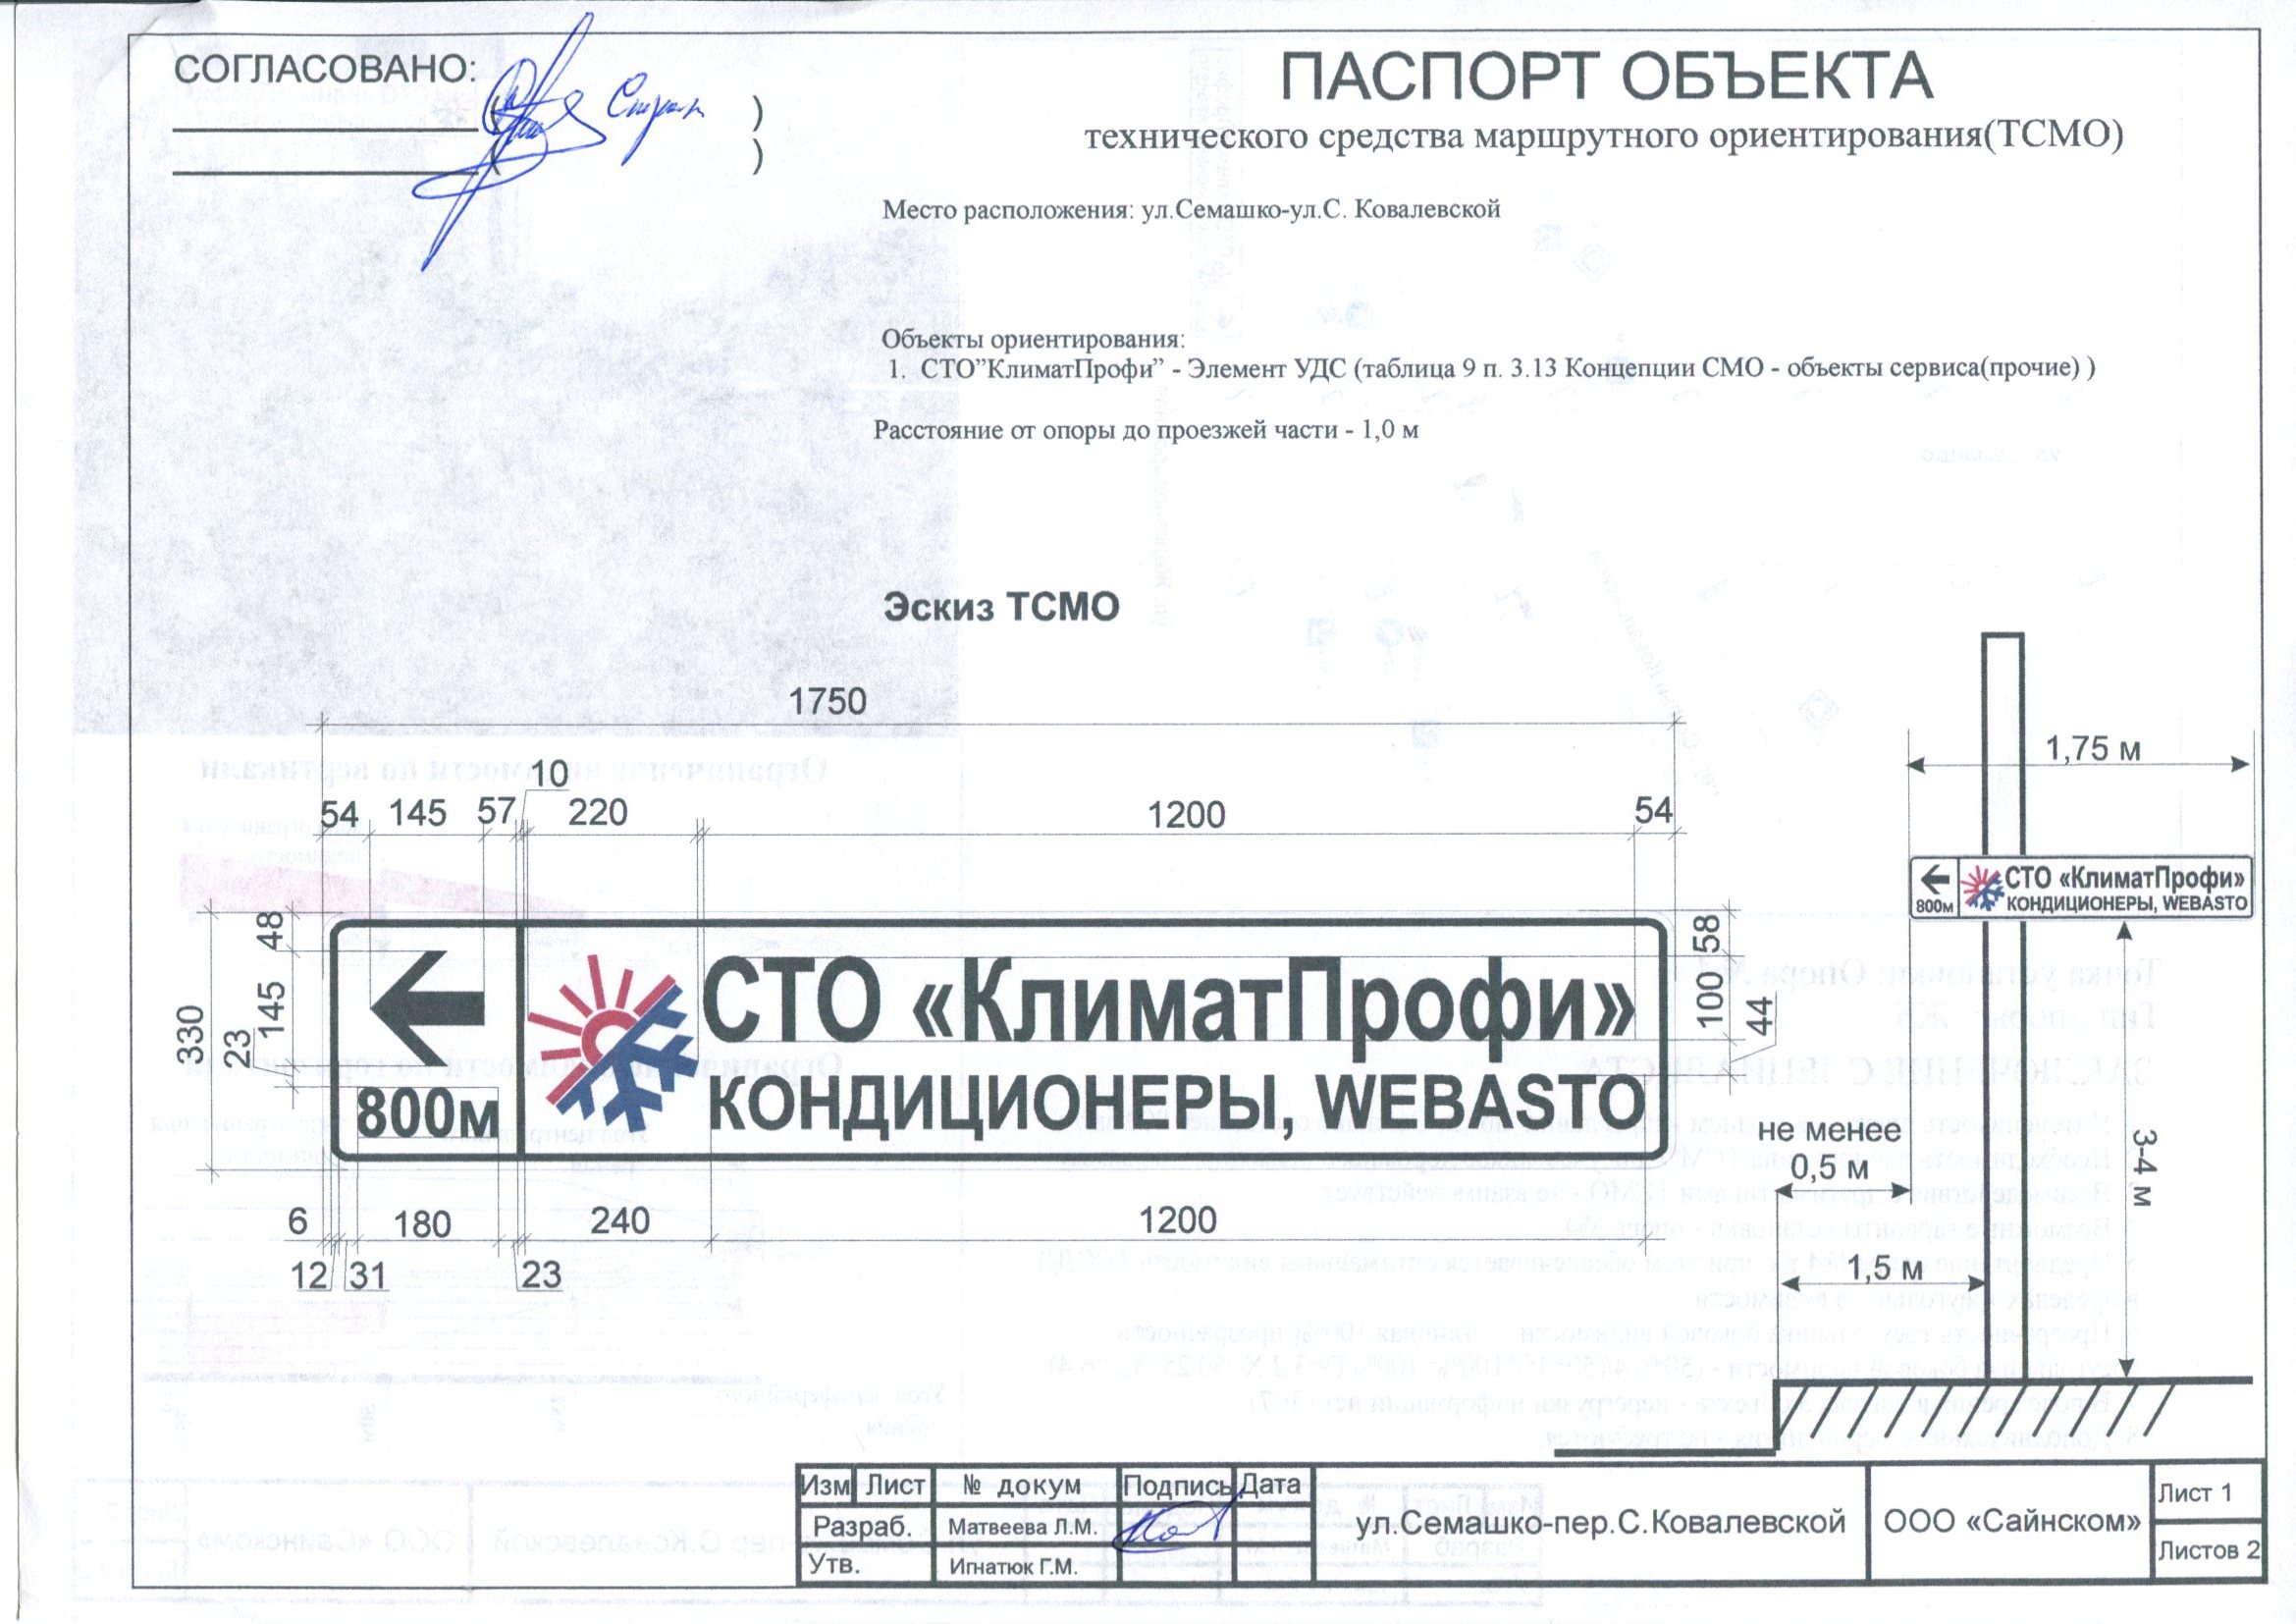 СОГЛАСОВАНО:
( )
( )
ПАСПОРТ ОБЪЕКТА
технического средства маршрутного ориентирования(ТСМО)
Место расположения: ул.Семашко-ул.С. Ковалевской
Объекты ориентирования:
1. СТО”КлиматПрофи” - Элемент УДС (таблица 9 п. 3.13 Концепции СМО - объекты сервиса(прочие) )
Расстояние от опоры до проезжей части - 1,0 м
Эскиз ТСМО
1750
10
54 145 57 220 1200 54
330 23 145 48
58
100
44
СТО «КлиматПрофи»
800м КОНДИЦИОНЕРЫ, WEBASTO
6 180 240 1200
12 31 23
1,75 м
СТО «КлиматПрофи»
800м КОНДИЦИОНЕРЫ, WEBASTO
не менее
0,5 м
3-4 м
1,5 м
Изм Лист № докум Подпись Дата
Разраб. Матвеева Л.М.
Утв. Игнатюк Г.М.
ул.Семашко-пер.С.Ковалевской
ООО «Сайнском»
Лист 1
Листов 2